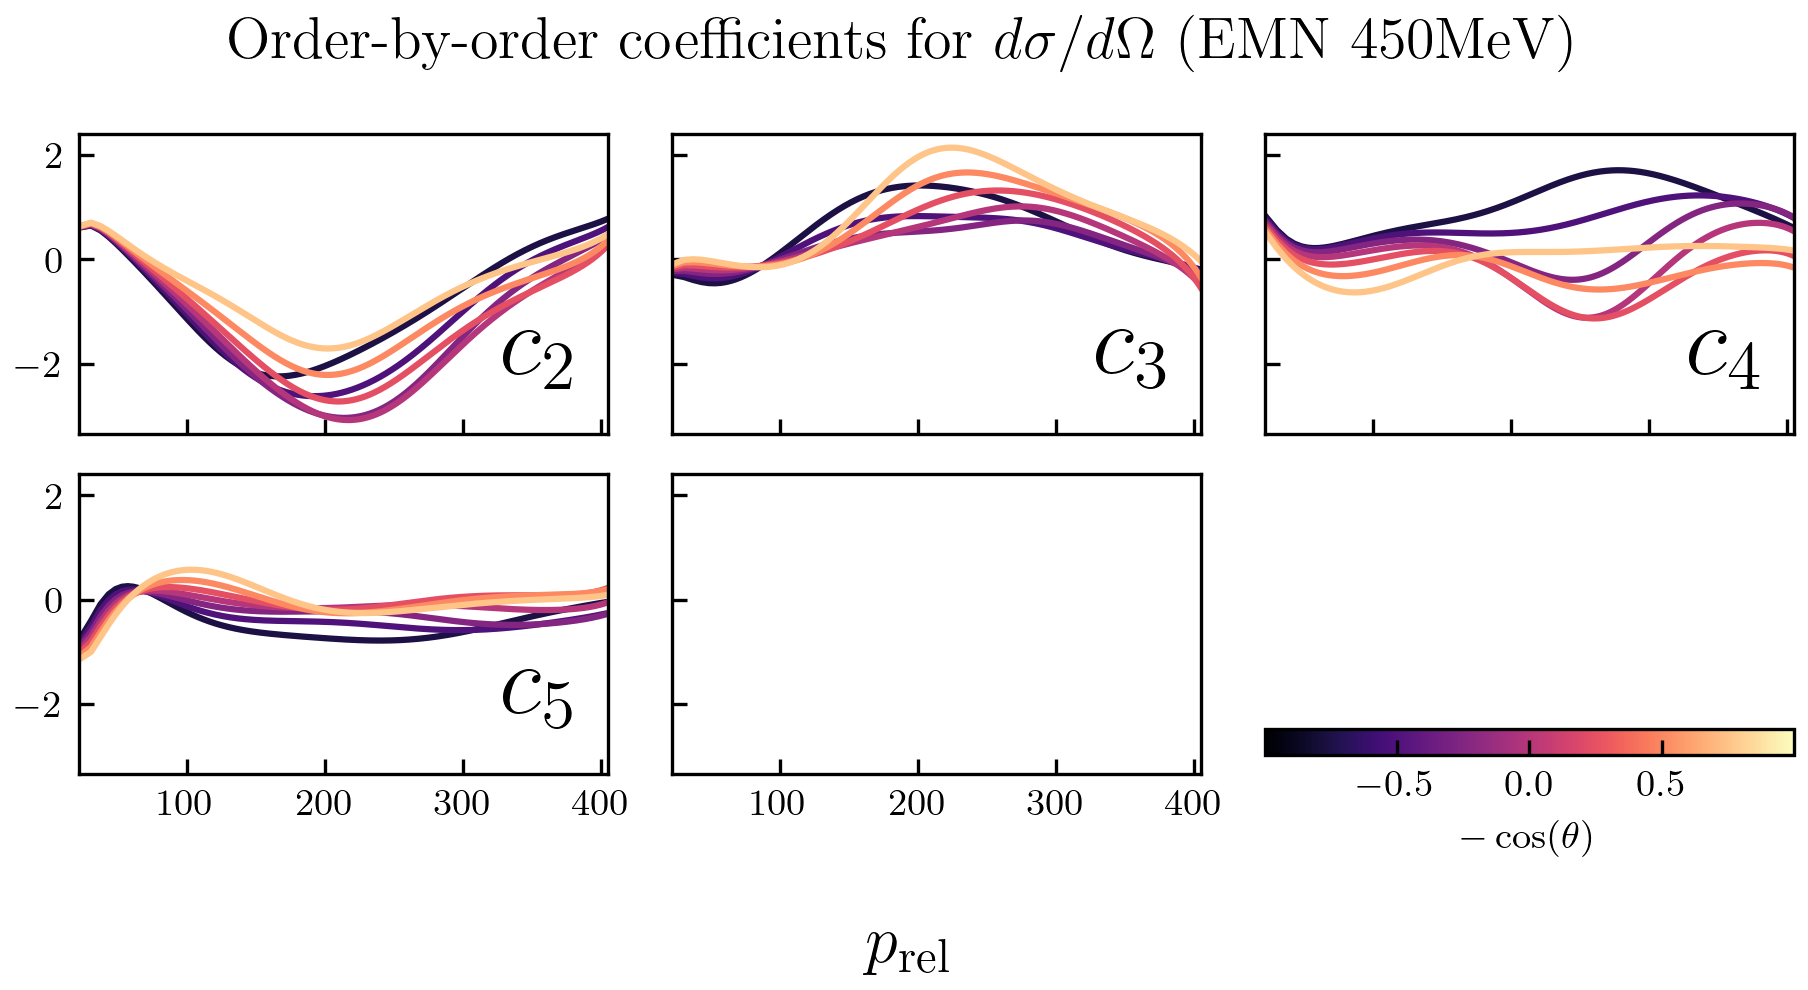 Order-by-order coefficients for dσ/dΩ (EMN 450MeV)
2
0
−2
c₂
c₃
c₄
2
0
−2
c₅
100 200 300 400
100 200 300 400
−0.5 0.0 0.5
− cos(θ)
p_rel